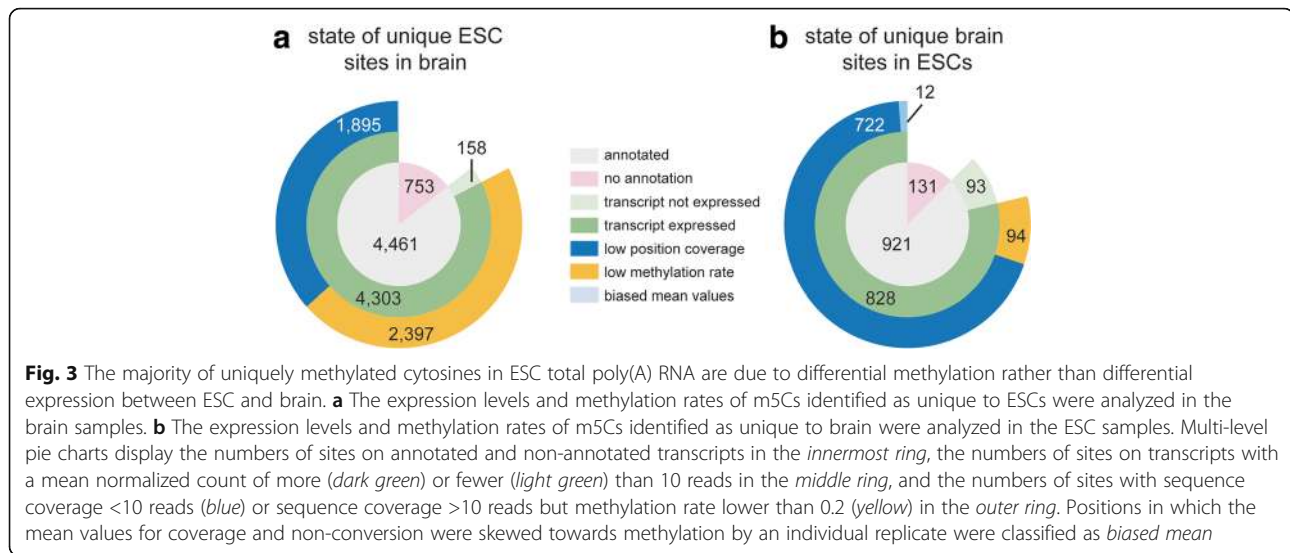 a state of unique ESC
sites in brain
b state of unique brain
sites in ESCs
1,895
158
753
4,461
4,303
2,397
annotated
no annotation
transcript not expressed
transcript expressed
low position coverage
low methylation rate
biased mean values
12
722
131
93
921
94
828
Fig. 3 The majority of uniquely methylated cytosines in ESC total poly(A) RNA are due to differential methylation rather than differential
expression between ESC and brain. a The expression levels and methylation rates of m5Cs identified as unique to ESCs were analyzed in the
brain samples. b The expression levels and methylation rates of m5Cs identified as unique to brain were analyzed in the ESC samples. Multi-level
pie charts display the numbers of sites on annotated and non-annotated transcripts in the innermost ring, the numbers of sites on transcripts with
a mean normalized count of more (dark green) or fewer (light green) than 10 reads in the middle ring, and the numbers of sites with sequence
coverage <10 reads (blue) or sequence coverage >10 reads but methylation rate lower than 0.2 (yellow) in the outer ring. Positions in which the
mean values for coverage and non-conversion were skewed towards methylation by an individual replicate were classified as biased mean